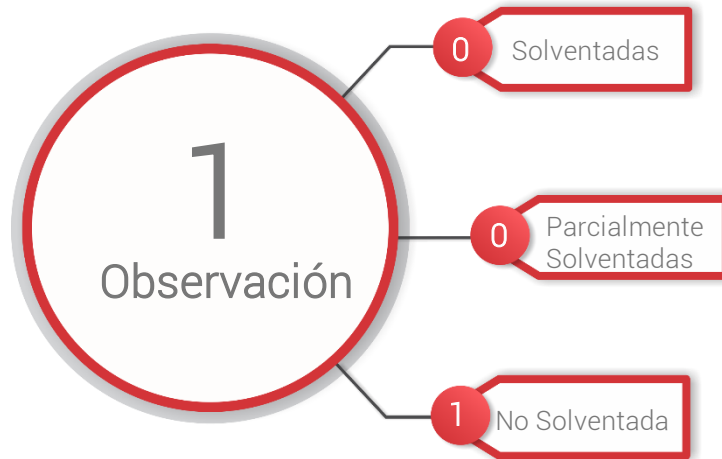 1
Observación
0
Solventadas
0
Parcialmente
Solventadas
1
No Solventada